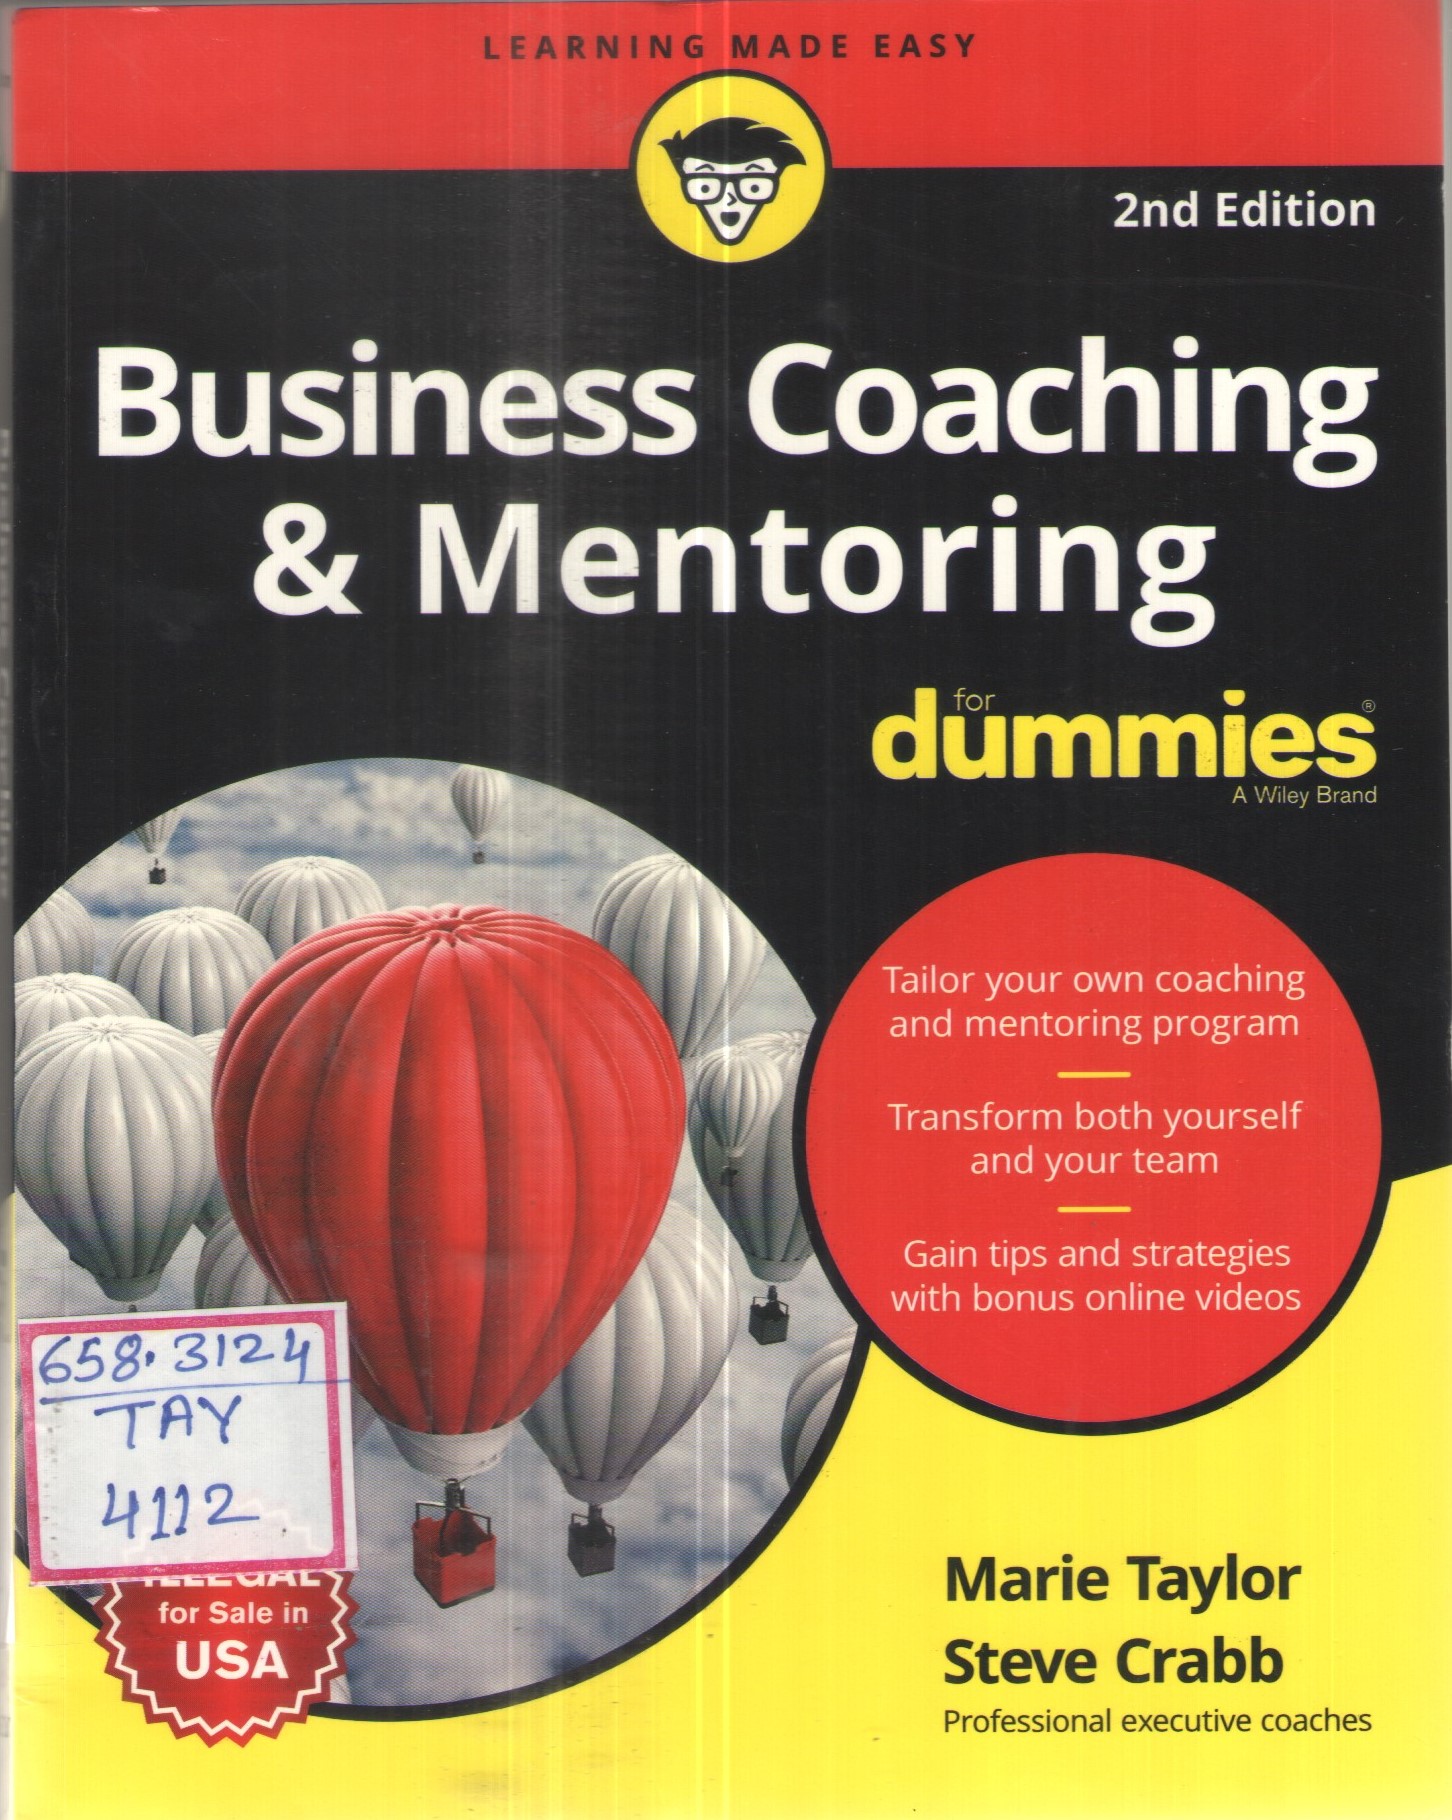 LEARNING MADE EASY
2nd Edition
Business Coaching
& Mentoring
for
dummies®
A Wiley Brand
Tailor your own coaching
and mentoring program
Transform both yourself
and your team
Gain tips and strategies
with bonus online videos
658.3124
TAY
4112
ILLEGAL
for Sale in
USA
Marie Taylor
Steve Crabb
Professional executive coaches